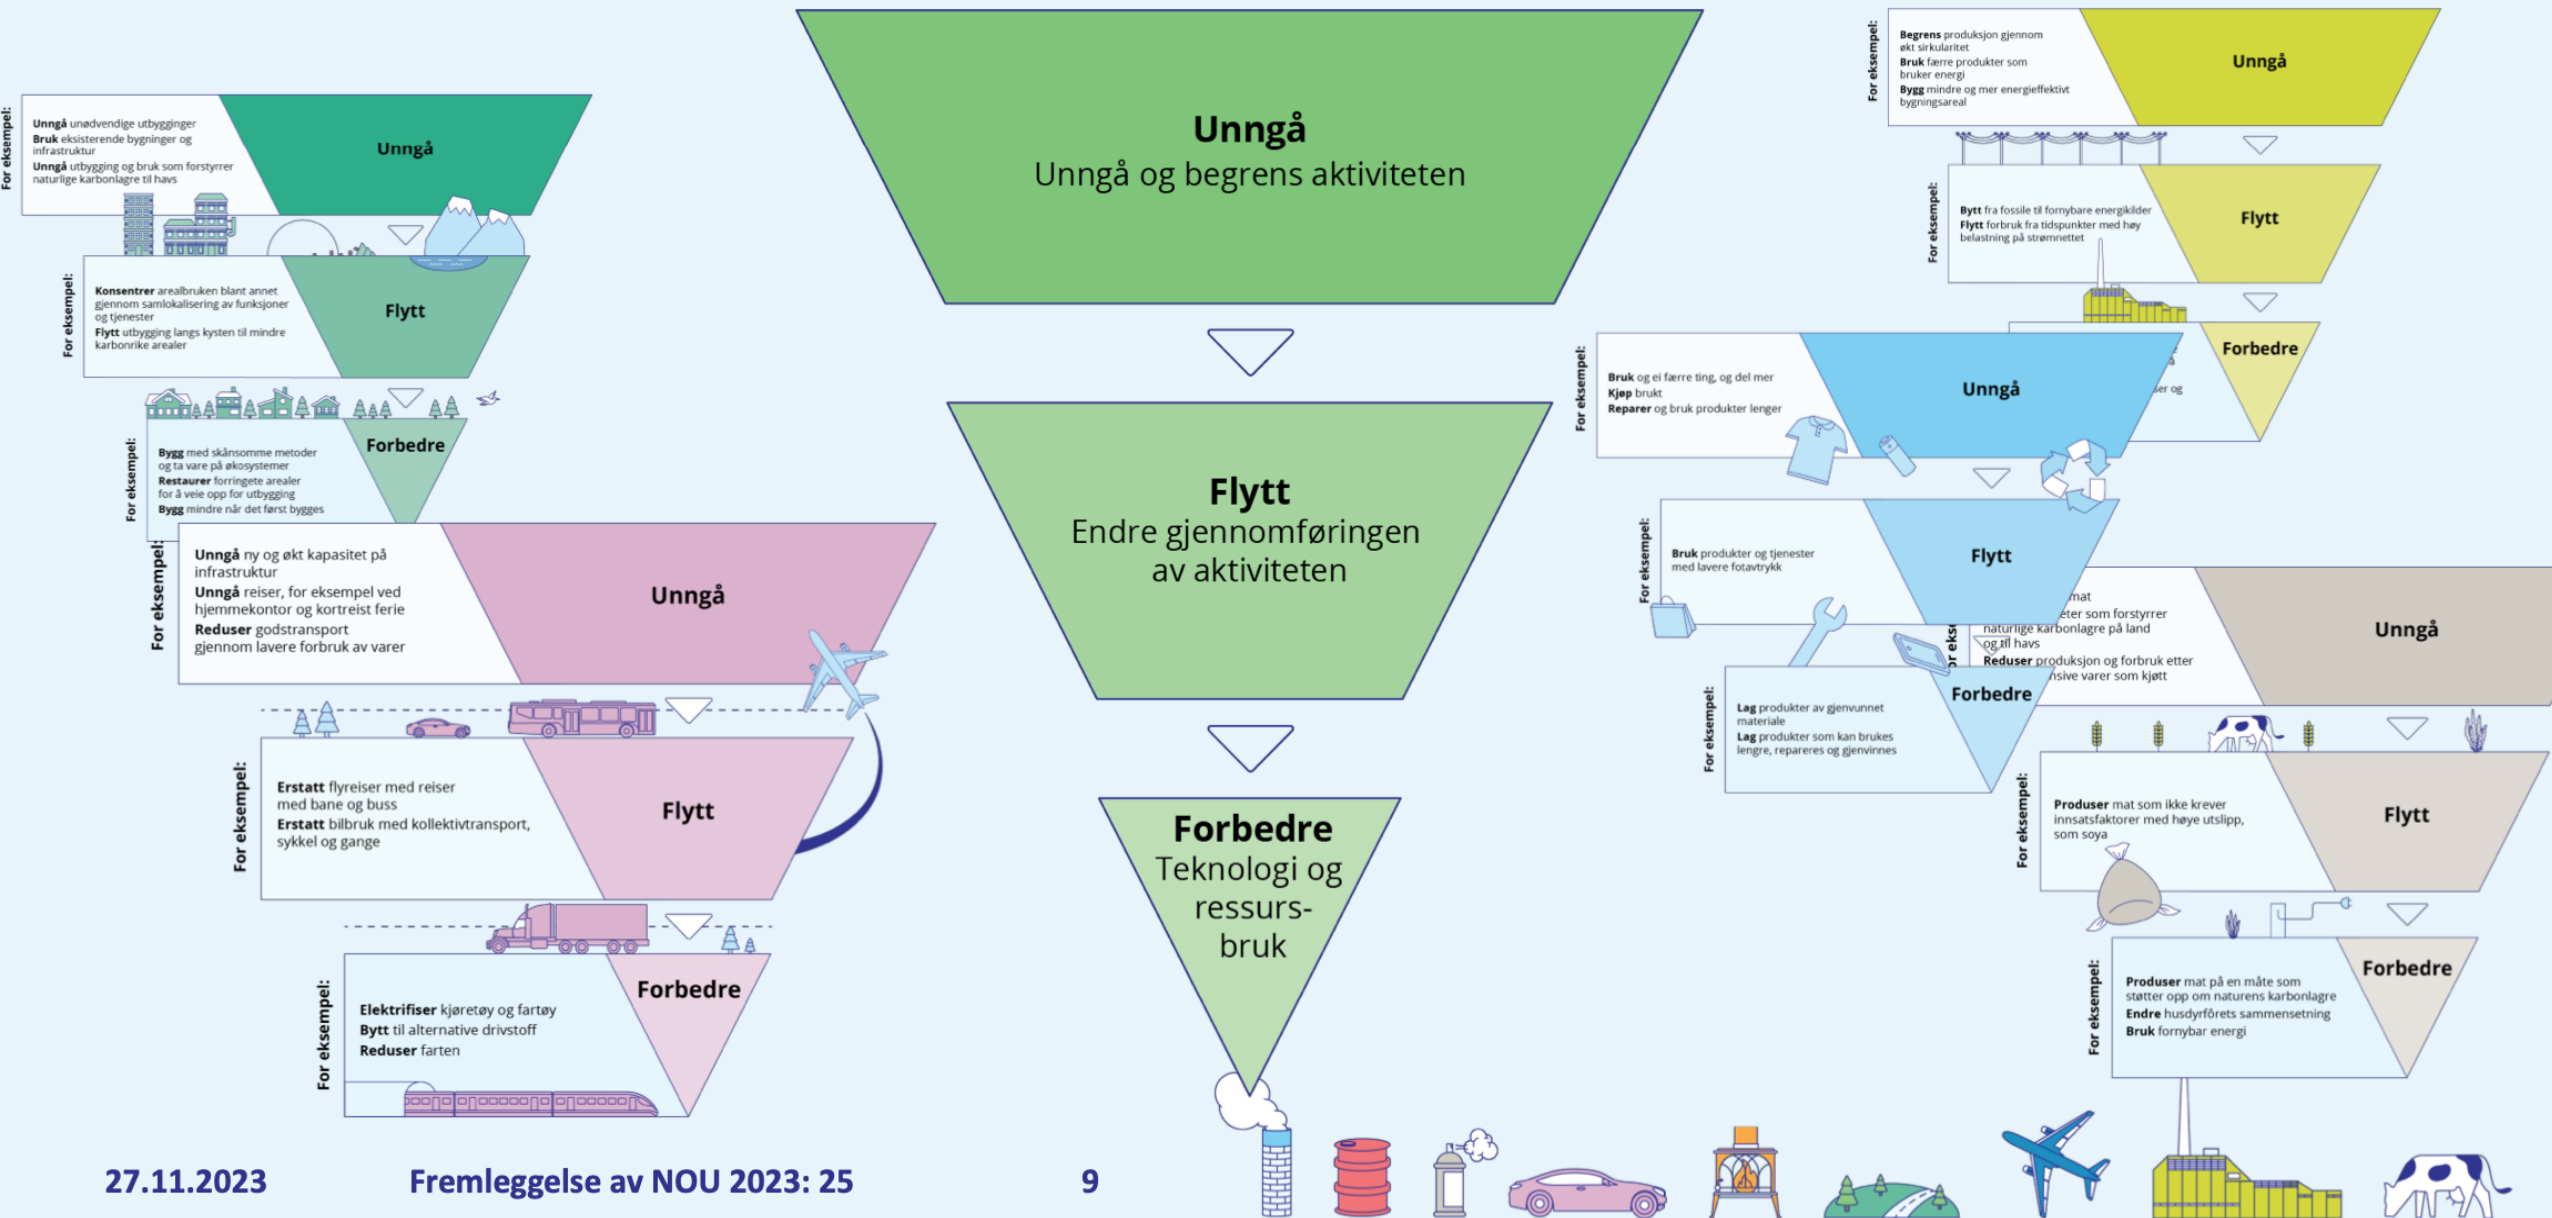 For eksempel:
Unngå unødvendige utbygginger
Bruk eksisterende bygninger og
infrastruktur
Unngå utbygging og bruk som forstyrrer
naturlige karbonlagre til havs
Unngå
For eksempel:
Konsentrer arealbruken blant annet
gjennom samlokalisering av funksjoner
og tjenester
Flytt utbygging langs kysten til mindre
karbonrike arealer
Flytt
For eksempel:
Bygg med skånsomme metoder
og ta vare på økosystemer
Restaurer forringete arealer
for å veie opp for utbygging
Bygg mindre når det først bygges
Forbedre
For eksempel:
Unngå ny og økt kapasitet på
infrastruktur
Unngå reiser, for eksempel ved
hjemmekontor og kortreist ferie
Reduser godstransport
gjennom lavere forbruk av varer
Unngå
For eksempel:
Erstatt flyreiser med reiser
med bane og buss
Erstatt bilbruk med kollektivtransport,
sykkel og gange
Flytt
For eksempel:
Elektrifiser kjøretøy og fartøy
Bytt til alternative drivstoff
Reduser farten
Forbedre
Unngå
Unngå og begrens aktiviteten
Flytt
Endre gjennomføringen
av aktiviteten
Forbedre
Teknologi og
ressurs-
bruk
For eksempel:
Begrens produksjon gjennom
økt sirkularitet
Bruk færre produkter som
bruker energi
Bygg mindre og mer energieffektivt
bygningsareal
Unngå
For eksempel:
Bytt fra fossile til fornybare energikilder
Flytt forbruk fra tidspunkter med høy
belastning på strømnettet
Flytt
og
Forbedre
For eksempel:
Bruk og ei færre ting, og del mer
Kjøp brukt
Reparer og bruk produkter lenger
Unngå
For eksempel:
Bruk produkter og tjenester
med lavere fotavtrykk
Flytt
For eksempel:
Lag produkter av gjenvunnet
materiale
Lag produkter som kan brukes
lengre, repareres og gjenvinnes
Forbedre
mat
som forstyrrer
naturlige karbonlagre på land
og til havs
Reduser produksjon og forbruk etter
varer som kjøtt
Unngå
For eksempel:
Produser mat som ikke krever
innsatsfaktorer med høye utslipp,
som soya
Flytt
For eksempel:
Produser mat på en måte som
støtter opp om naturens karbonlagre
Endre husdyrfôrets sammensetning
Bruk fornybar energi
Forbedre
27.11.2023
Fremleggelse av NOU 2023: 25
9